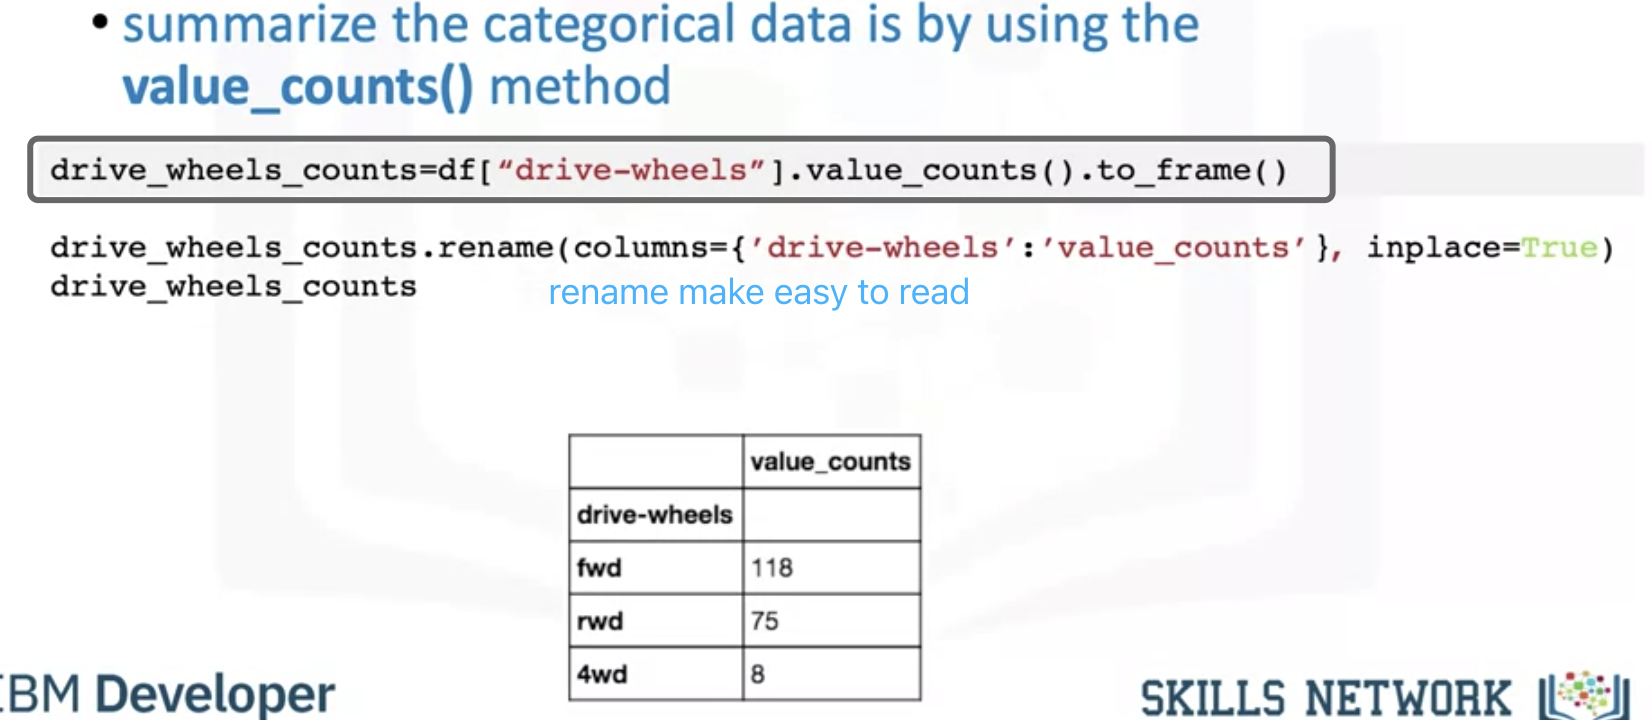 • summarize the categorical data is by using the
value_counts() method
drive_wheels_counts=df[“drive-wheels”].value_counts().to_frame()
drive_wheels_counts.rename(columns={’drive-wheels’:’value_counts’}, inplace=True)
drive_wheels_counts
rename make easy to read
value_counts
drive-wheels
fwd 118
rwd 75
4wd 8
IBM Developer
SKILLS NETWORK